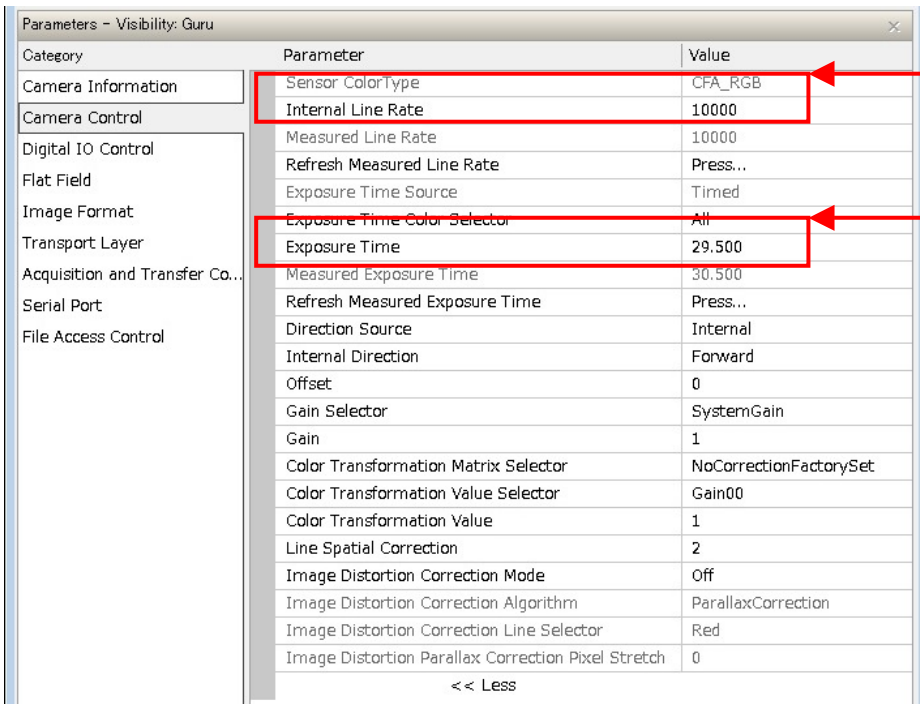 Parameters - Visibility: Guru
Category
Camera Information
Camera Control
Digital IO Control
Flat Field
Image Format
Transport Layer
Acquisition and Transfer Co...
Serial Port
File Access Control
Parameter Value
Sensor ColorType CFA_RGB
Internal Line Rate 10000
Measured Line Rate 10000
Refresh Measured Line Rate Press...
Exposure Time Source Timed
Exposure Time Color Selector All
Exposure Time 29.500
Measured Exposure Time 30.500
Refresh Measured Exposure Time Press...
Direction Source Internal
Internal Direction Forward
Offset 0
Gain Selector SystemGain
Gain 1
Color Transformation Matrix Selector NoCorrectionFactorySet
Color Transformation Value Selector Gain00
Color Transformation Value 1
Line Spatial Correction 2
Image Distortion Correction Mode Off
Image Distortion Correction Algorithm ParallaxCorrection
Image Distortion Correction Line Selector Red
Image Distortion Parallax Correction Pixel Stretch 0
<< Less